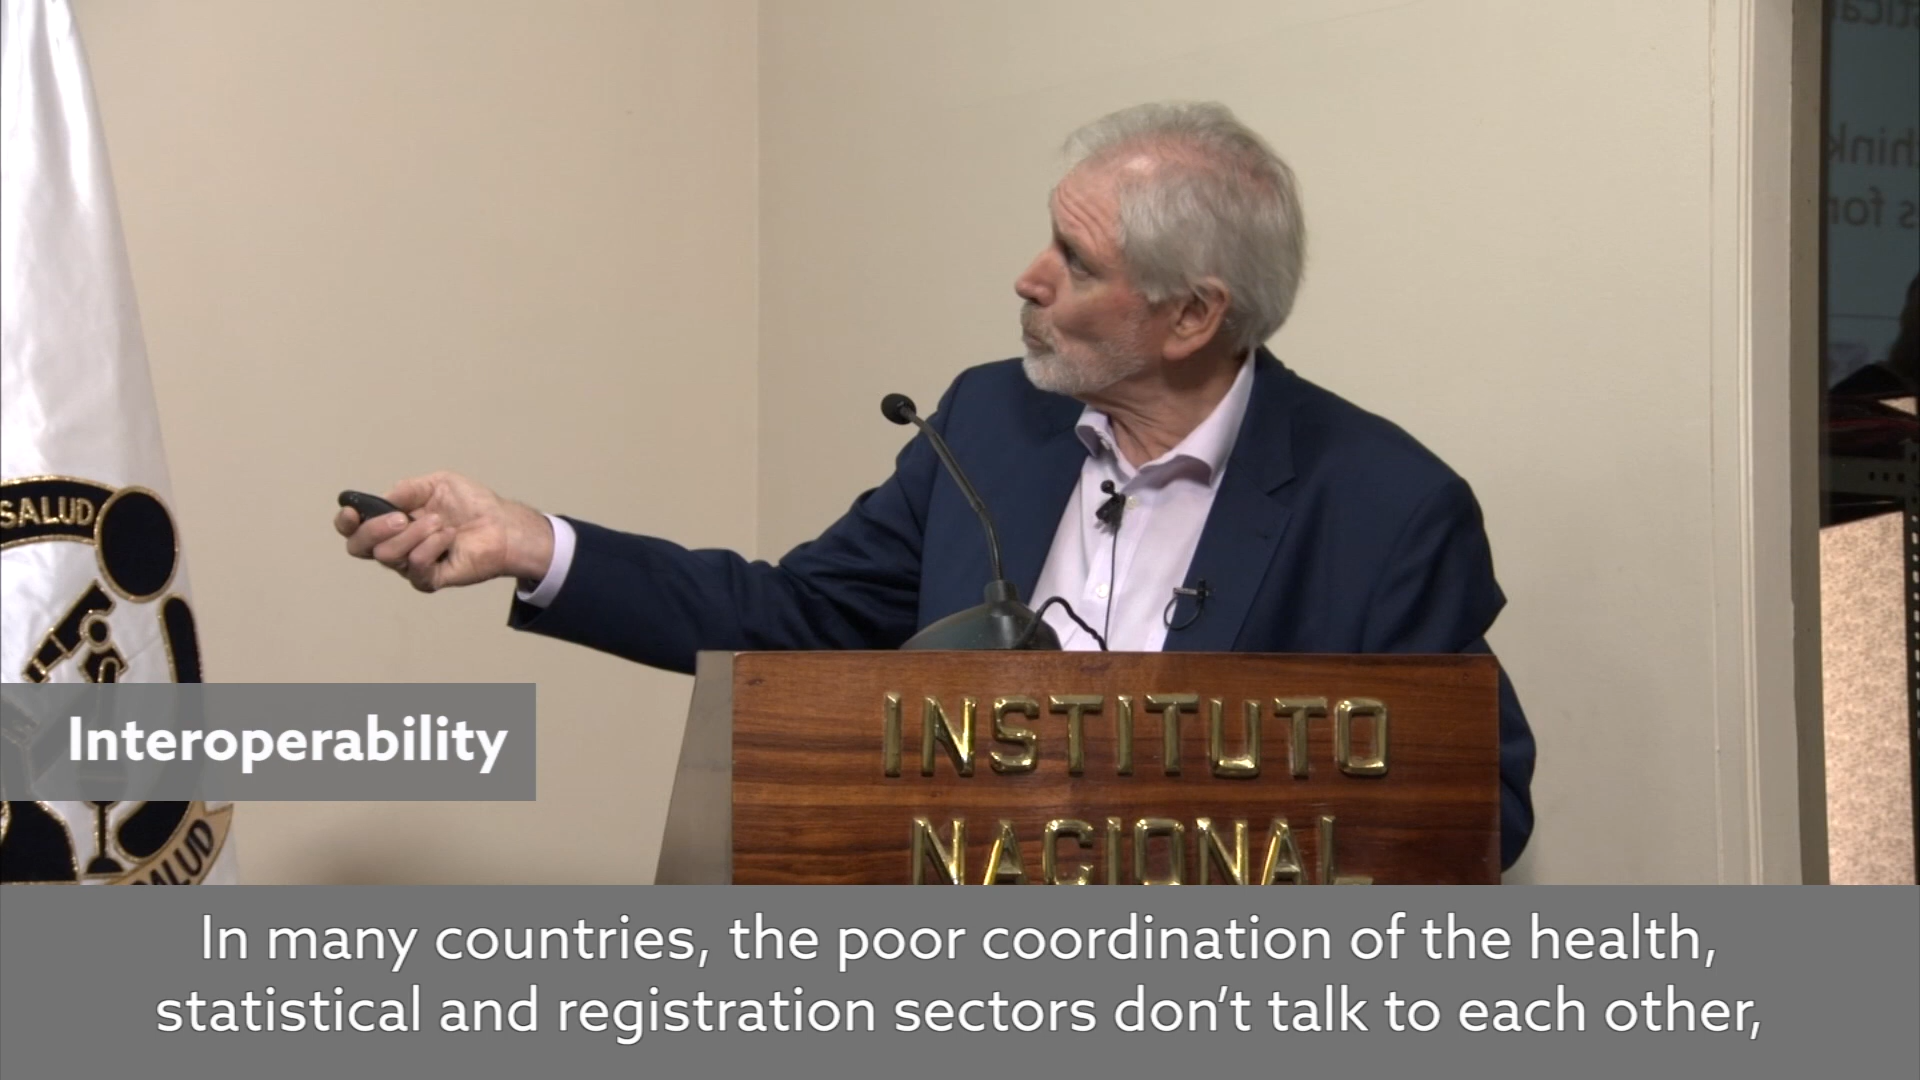 SALUD
Interoperability
INSTITUTO
NACIONAL
SALUD
In many countries, the poor coordination of the health,
statistical and registration sectors don’t talk to each other,